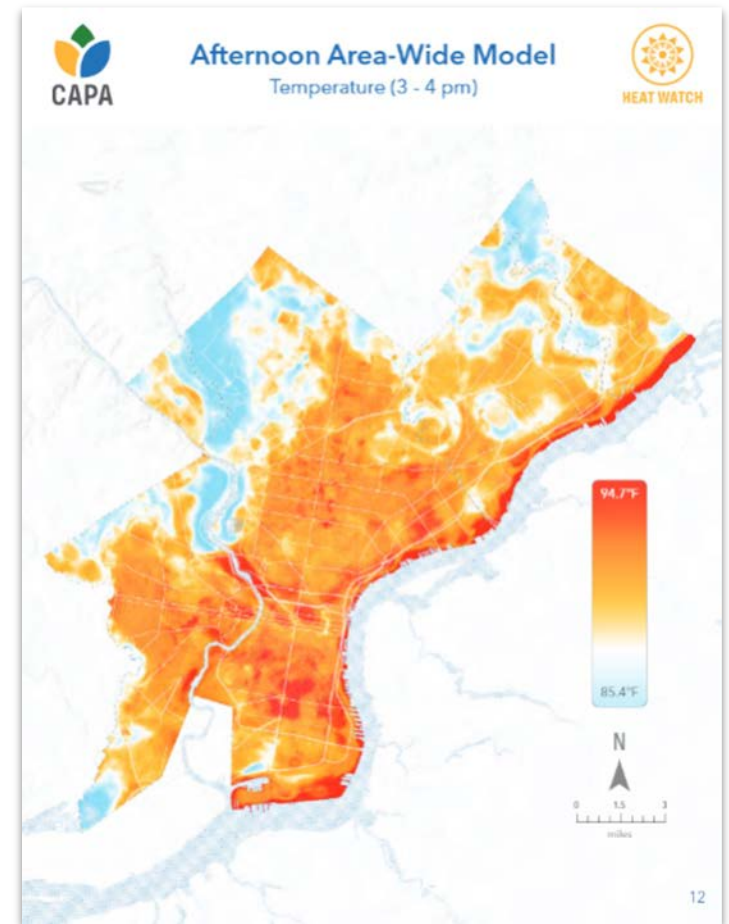 CAPA
Afternoon Area-Wide Model
Temperature (3 - 4 pm)
HEAT WATCH
94.7°F
85.4°F
N
0 1.5 3
miles
12